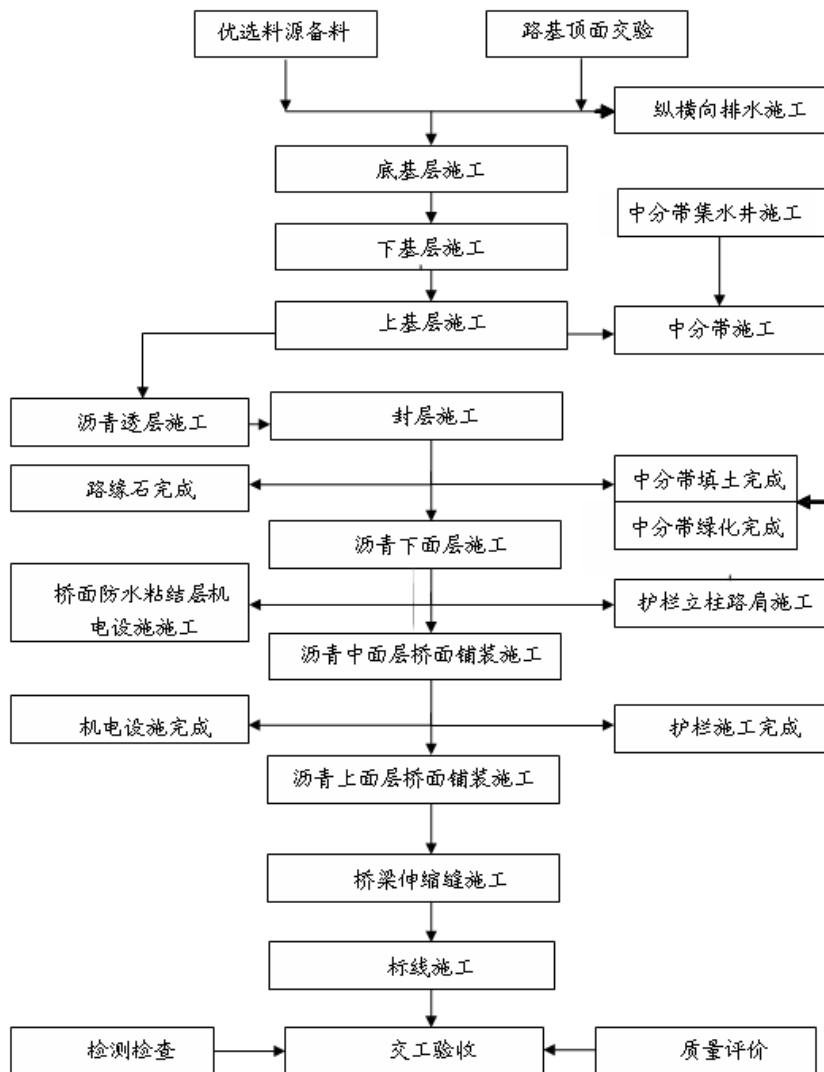 优选料源备料
路基顶面交验
纵横向排水施工
底基层施工
中分带集水井施工
下基层施工
上基层施工
中分带施工
沥青透层施工
封层施工
路缘石完成
中分带填土完成
中分带绿化完成
沥青下面层施工
桥面防水粘结层机
电设施施工
护栏立柱路肩施工
沥青中面层桥面铺装施工
机电设施完成
护栏施工完成
沥青上面层桥面铺装施工
桥梁伸缩缝施工
标线施工
检测检查
交工验收
质量评价